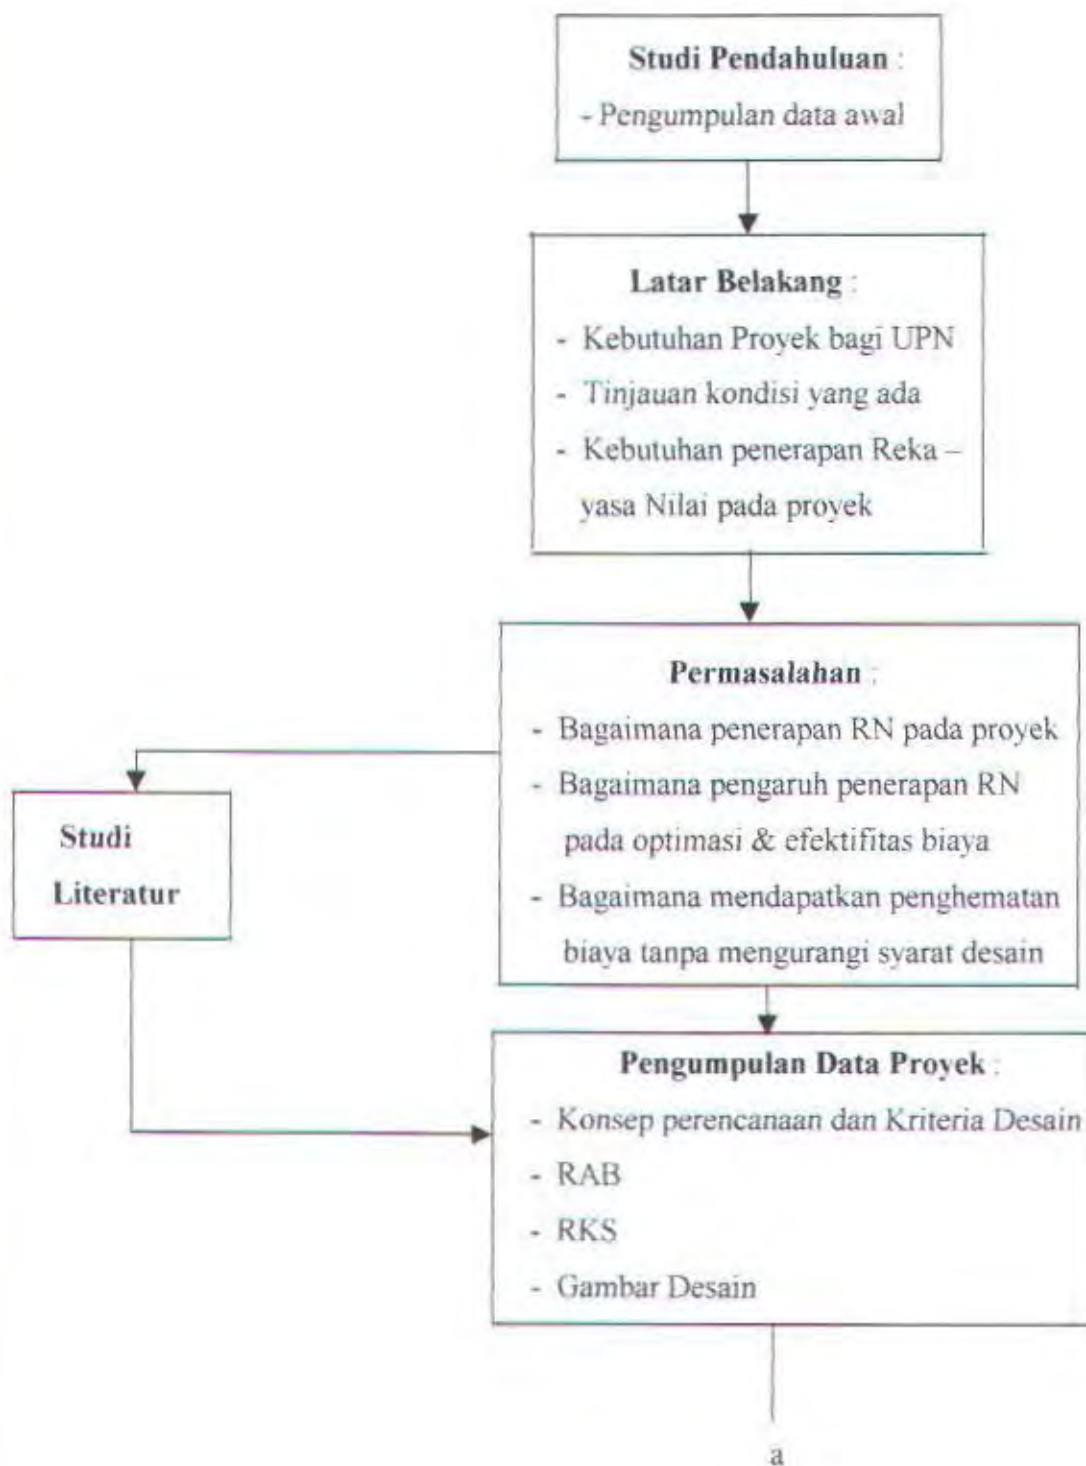 Studi Pendahuluan :
- Pengumpulan data awal
Latar Belakang :
- Kebutuhan Proyek bagi UPN
- Tinjauan kondisi yang ada
- Kebutuhan penerapan Reka –
yasa Nilai pada proyek
Permasalahan :
- Bagaimana penerapan RN pada proyek
- Bagaimana pengaruh penerapan RN
pada optimasi & efektifitas biaya
- Bagaimana mendapatkan penghematan
biaya tanpa mengurangi syarat desain
Studi
Literatur
Pengumpulan Data Proyek :
- Konsep perencanaan dan Kriteria Desain
- RAB
- RKS
- Gambar Desain
a